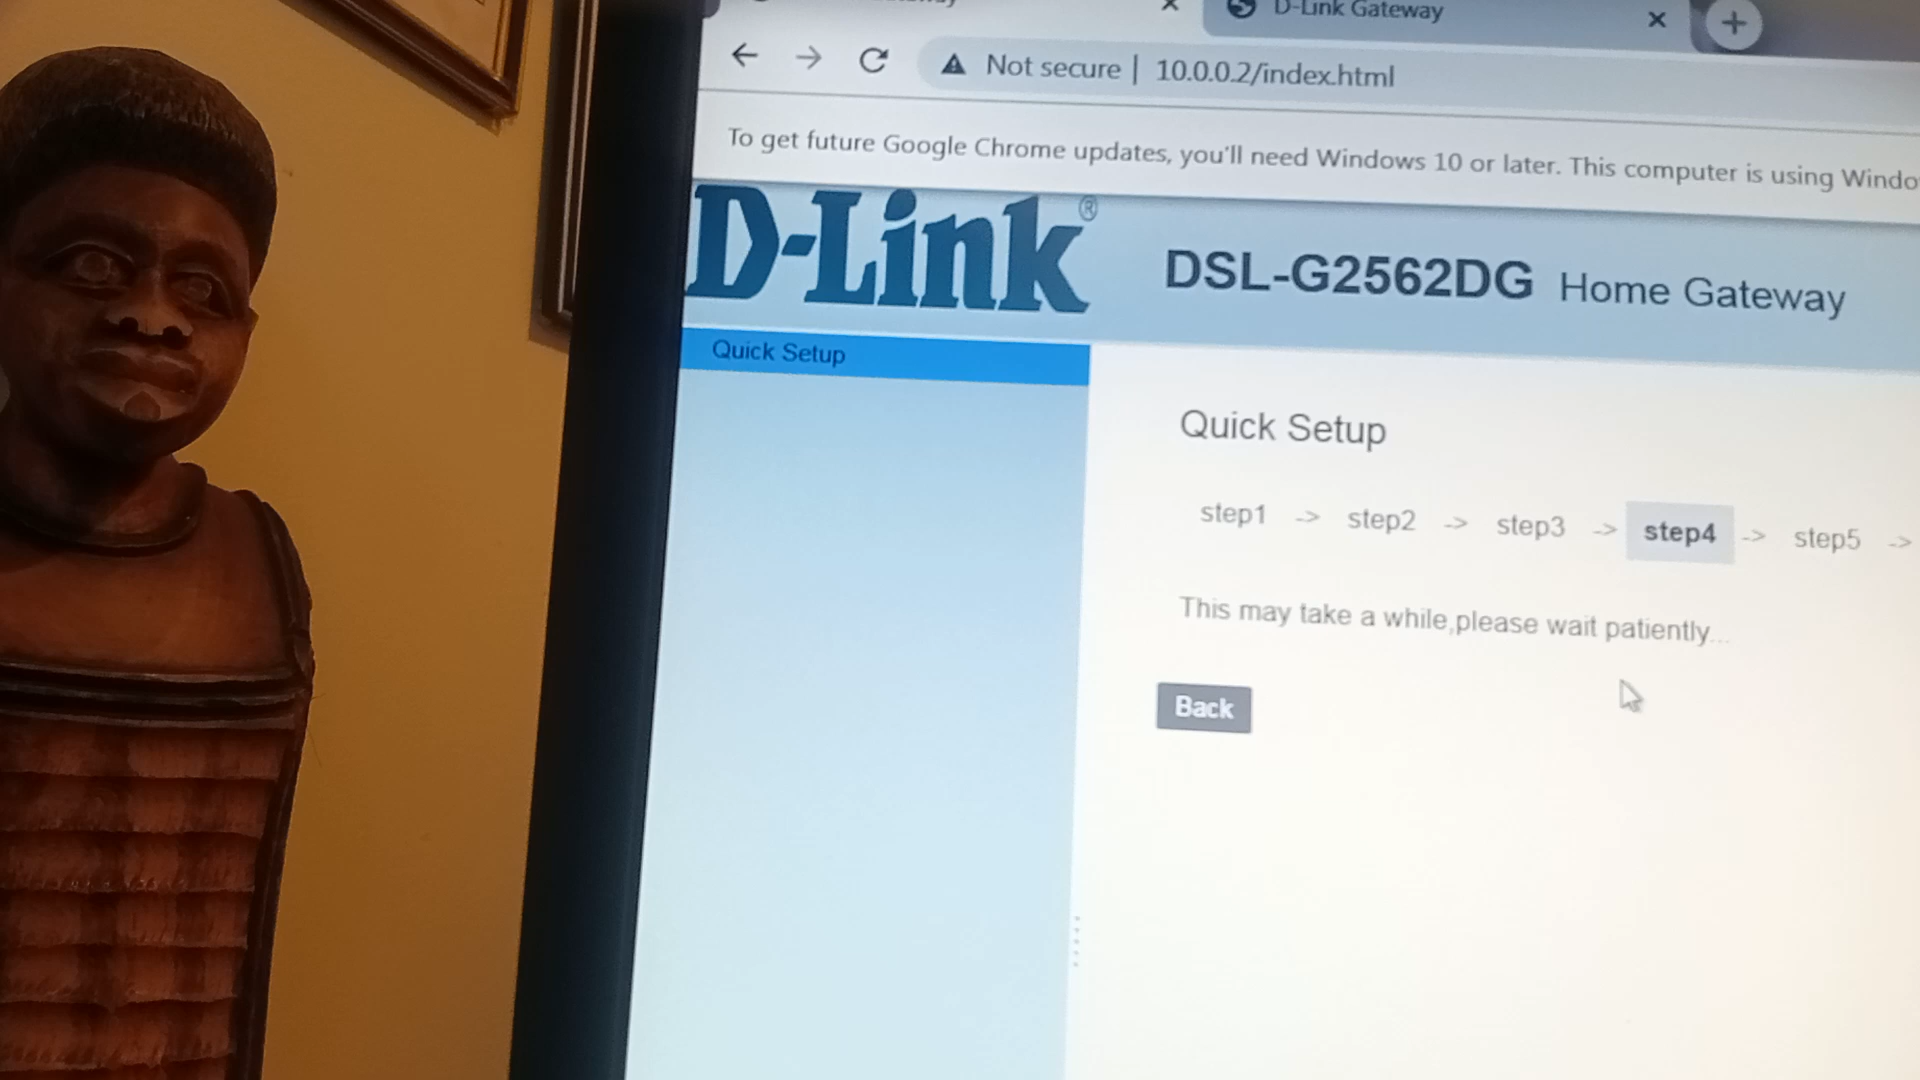 D-Link Gateway
Not secure | 10.0.0.2/index.html
To get future Google Chrome updates, you'll need Windows 10 or later. This computer is using
D-Link®
DSL-G2562DG Home Gateway
Quick Setup
Quick Setup
step1 -> step2 -> step3 -> step4 -> step5 ->
This may take a while,please wait patiently...
Back